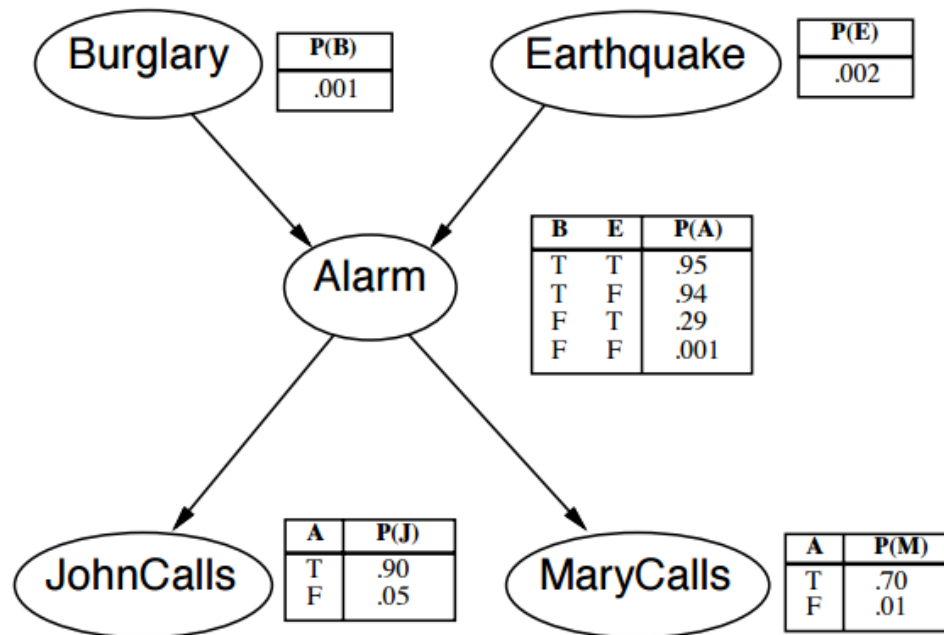 Burglary
P(B)
.001
Earthquake
P(E)
.002
Alarm
B E P(A)
T T .95
T F .94
F T .29
F F .001
JohnCalls
A P(J)
T .90
F .05
MaryCalls
A P(M)
T .70
F .01